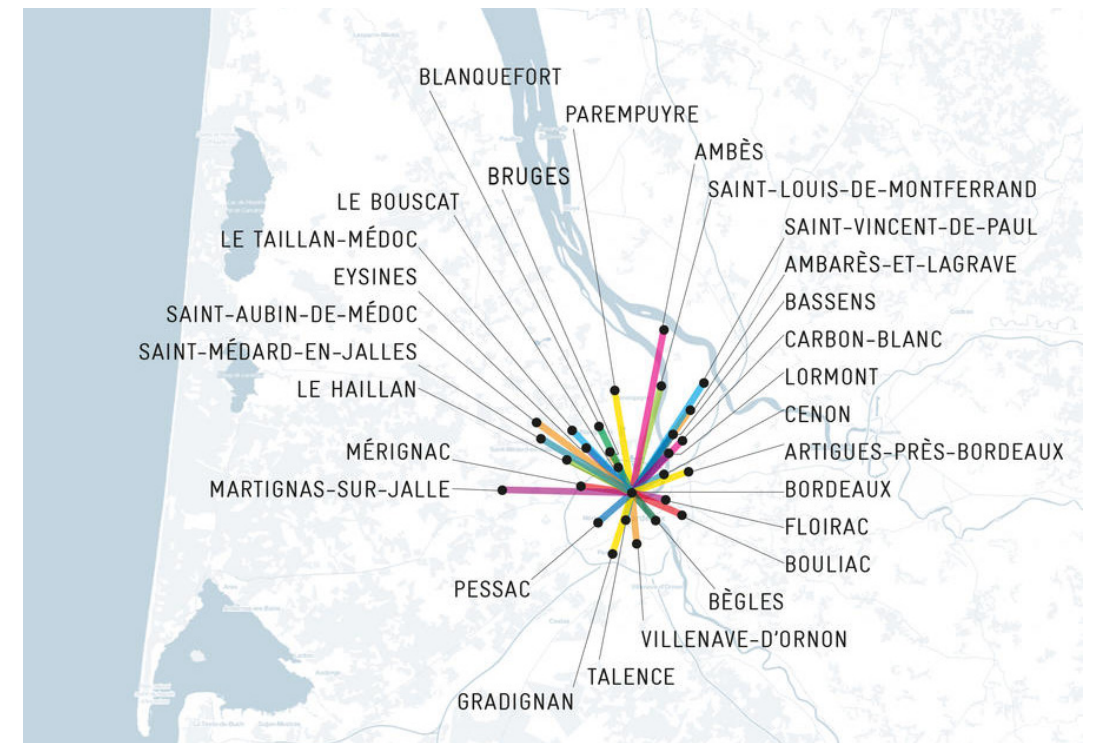 BLANQUEFORT
PAREMPUYRE
AMBÈS
BRUGES
SAINT-LOUIS-DE-MONTFERRAND
LE BOUSCAT
SAINT-VINCENT-DE-PAUL
LE TAILLAN-MÉDOC
AMBARÈS-ET-LAGRAVE
EYSINES
BASSENS
SAINT-AUBIN-DE-MÉDOC
CARBON-BLANC
SAINT-MÉDARD-EN-JALLES
LORMONT
LE HAILLAN
CENON
MÉRIGNAC
ARTIGUES-PRÈS-BORDEAUX
MARTIGNAS-SUR-JALLE
BORDEAUX
FLOIRAC
BOULIAC
PESSAC
BÈGLES
VILLENAVE-D'ORNON
TALENCE
GRADIGNAN